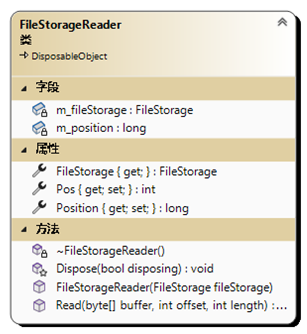 FileStorageReader
类
DisposableObject
字段
m_fileStorage : FileStorage
m_position : long
属性
FileStorage { get; } : FileStorage
Pos { get; set; } : int
Position { get; set; } : long
方法
~FileStorageReader()
Dispose(bool disposing) : void
FileStorageReader(FileStorage fileStorage)
Read(byte[] buffer, int offset, int length) :...